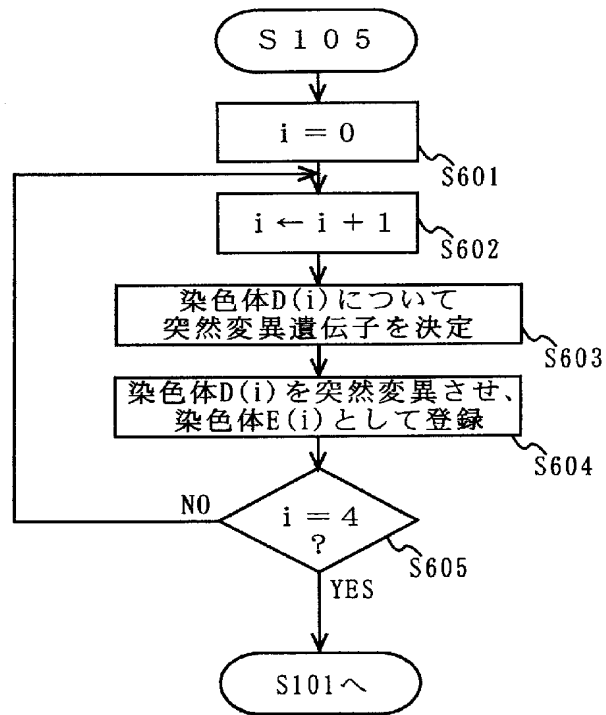 S105
i=0
S601
i←i+1
S602
染色体D(i)について
突然変異遺伝子を決定
S603
染色体D(i)を突然変異させ、
染色体E(i)として登録
S604
NO
i=4
?
S605
YES
S101へ